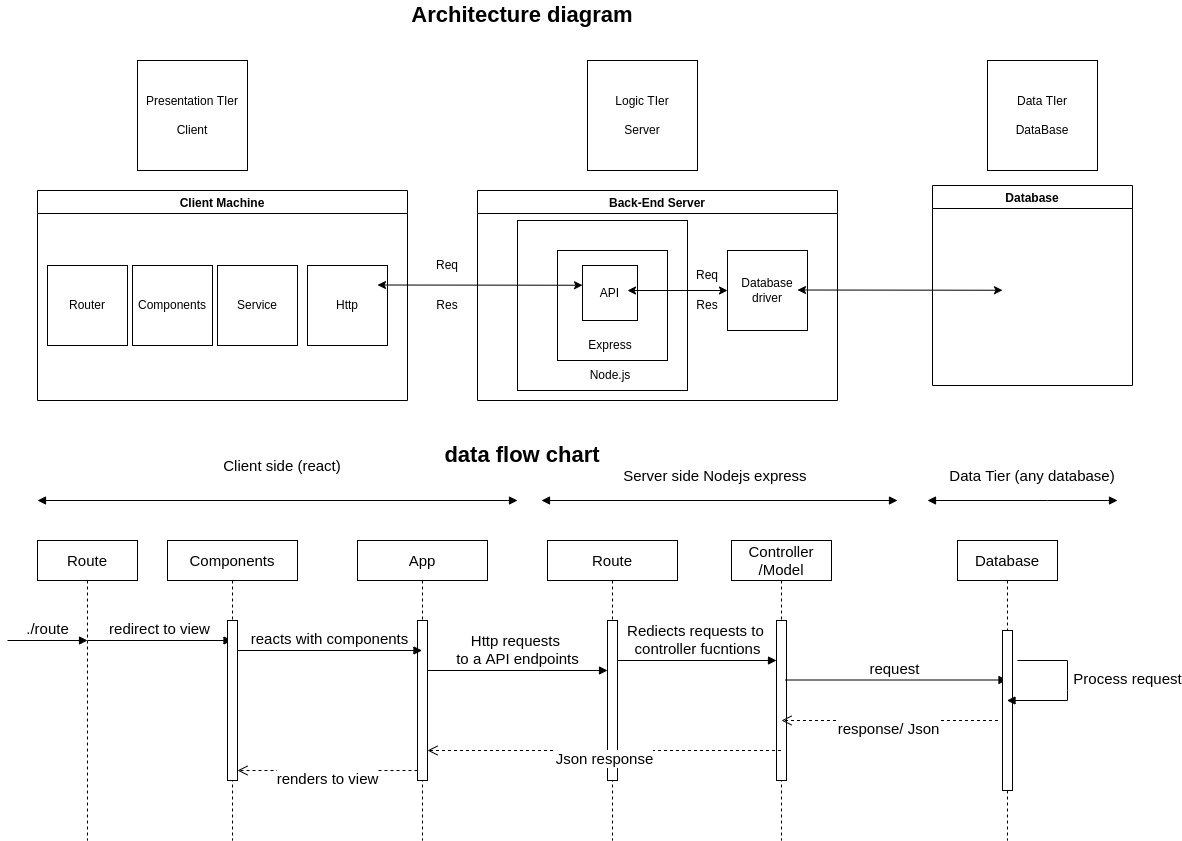 Architecture diagram
Presentation TIer
Client
Logic TIer
Server
Data TIer
DataBase
Client Machine
Back-End Server
Database
Router
Components
Service
Http
Req
Res
API
Express
Node.js
Req
Res
Database
driver
data flow chart
Client side (react)
Server side Nodejs express
Data Tier (any database)
Route
Components
App
Route
Controller
/Model
Database
./route
redirect to view
reacts with components
Http requests
to a API endpoints
Rediects requests to
controller fucntions
request
Process request
response/ Json
Json response
renders to view